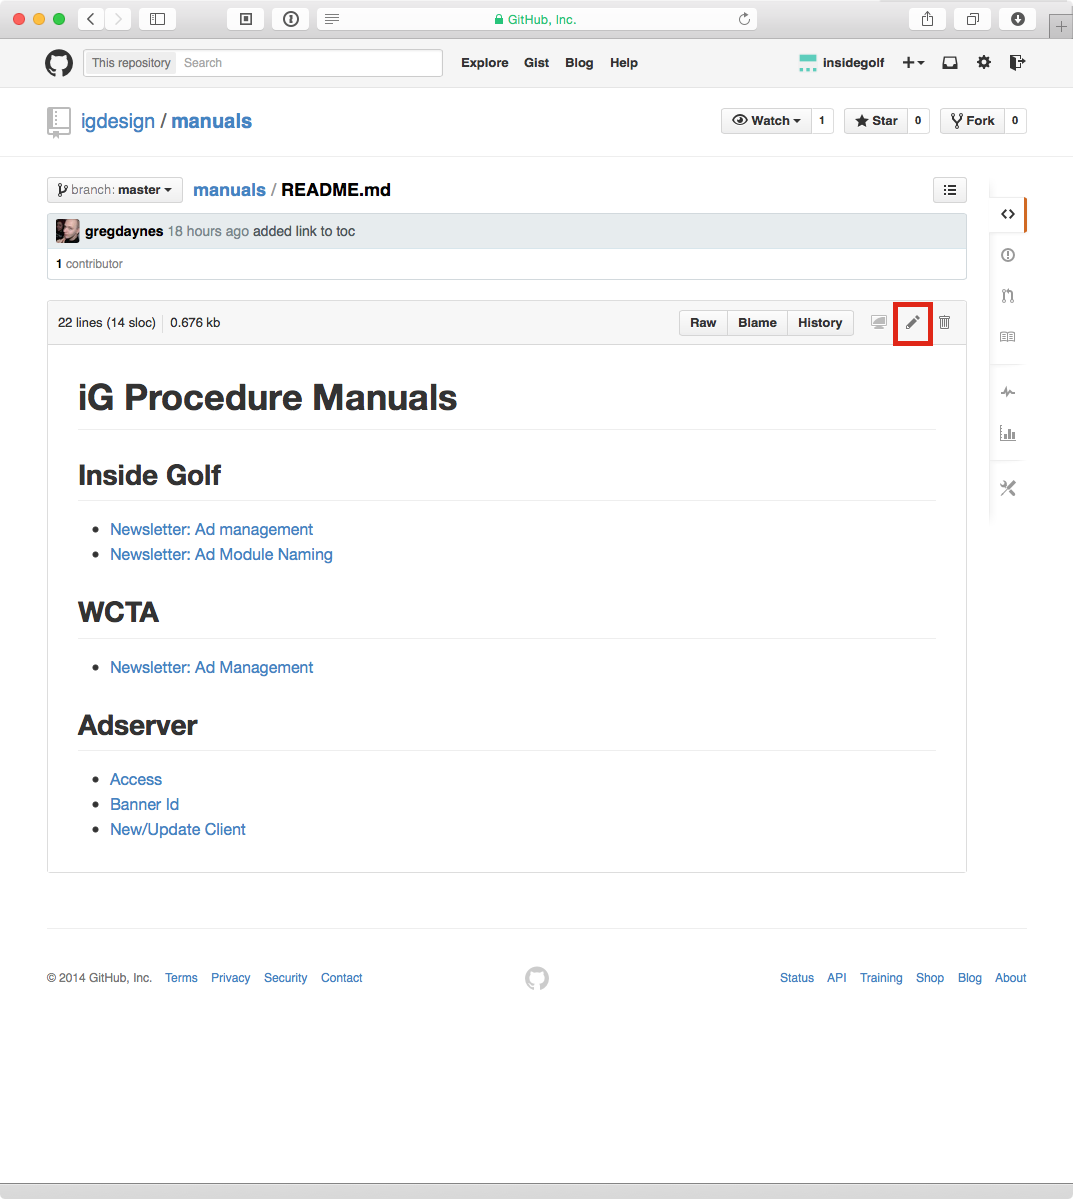 GitHub, Inc.
This repository Search Explore Gist Blog Help insidegolf
igdesign / manuals Watch 1 Star 0 Fork 0
branch: master manuals / README.md
gregdaynes 18 hours ago added link to toc
1 contributor
22 lines (14 sloc) 0.676 kb Raw Blame History
iG Procedure Manuals
Inside Golf
Newsletter: Ad management
Newsletter: Ad Module Naming
WCTA
Newsletter: Ad Management
Adserver
Access
Banner Id
New/Update Client
© 2014 GitHub, Inc. Terms Privacy Security Contact Status API Training Shop Blog About